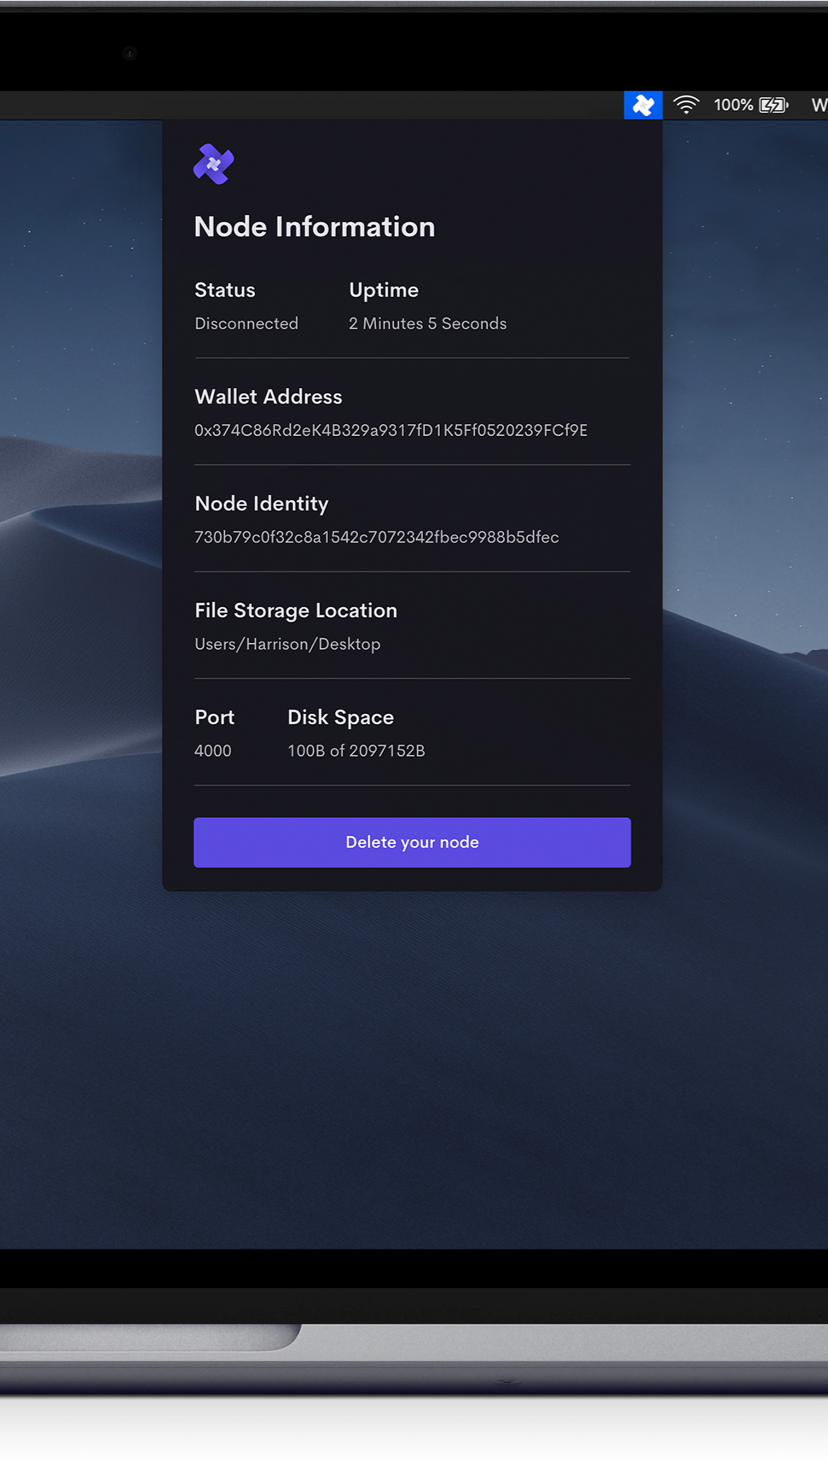 100% W
Node Information
Status Uptime
Disconnected 2 Minutes 5 Seconds
Wallet Address
0x374C86Rd2eK4B329a9317fD1K5Ff0520239FCf9E
Node Identity
730b79c0f32c8a1542c7072342fbec9988b5dfec
File Storage Location
Users/Harrison/Desktop
Port Disk Space
4000 100B of 2097152B
Delete your node